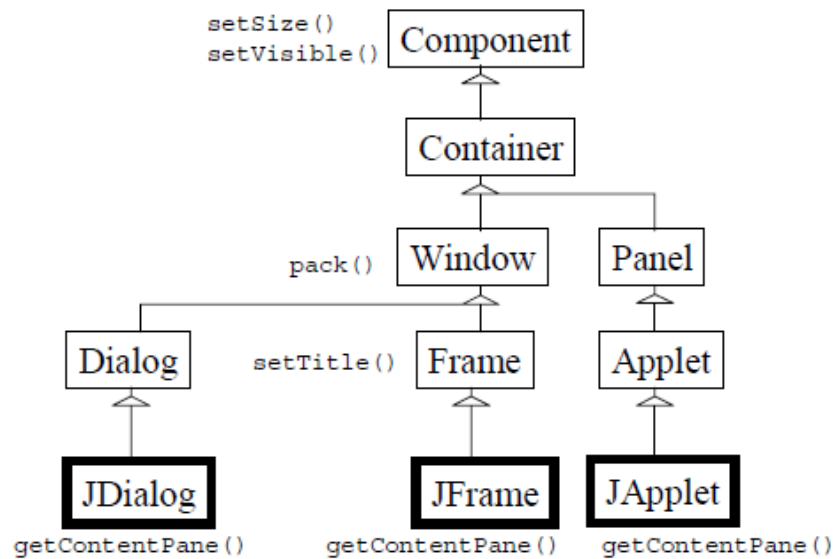 setSize()
setVisible()
Component
Container
pack()
Window
Panel
Dialog
setTitle()
Frame
Applet
JDialog
JFrame
JApplet
getContentPane()
getContentPane()
getContentPane()